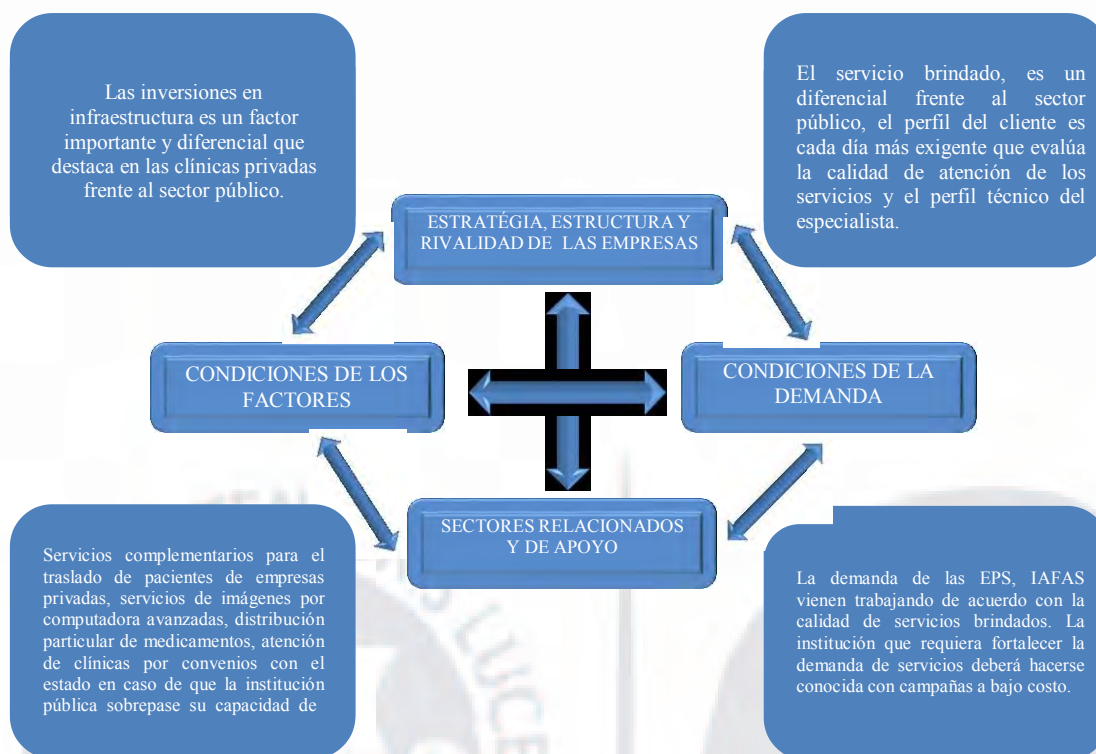 Las inversiones en
infraestructura es un factor
importante y diferencial que
destaca en las clínicas privadas
frente al sector público.
El servicio brindado, es un
diferencial frente al sector
público, el perfil del cliente es
cada día más exigente que evalúa
la calidad de atención de los
servicios y el perfil técnico del
especialista.
ESTRATÉGIA, ESTRUCTURA Y
RIVALIDAD DE LAS EMPRESAS
CONDICIONES DE LOS
FACTORES
CONDICIONES DE LA
DEMANDA
SECTORES RELACIONADOS
Y DE APOYO
Servicios complementarios para el
traslado de pacientes de empresas
privadas, servicios de imágenes por
computadora avanzadas, distribución
particular de medicamentos, atención
de clínicas por convenios con el
estado en caso de que la institución
pública sobrepase su capacidad de
La demanda de las EPS, IAFAS
vienen trabajando de acuerdo con la
calidad de servicios brindados. La
institución que requiera fortalecer la
demanda de servicios deberá hacerse
conocida con campañas a bajo costo.